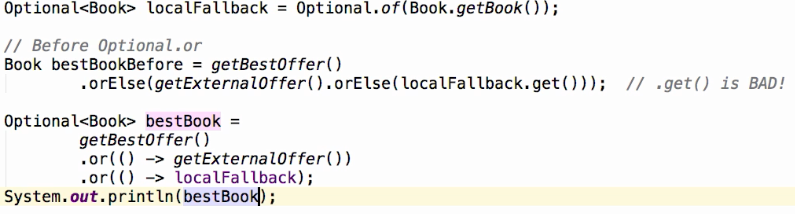 Optional<Book> localFallback = Optional.of(Book.getBook());
// Before Optional.or
Book bestBookBefore = getBestOffer()
.orElse(getExternalOffer().orElse(localFallback.get())); // .get() is BAD!
Optional<Book> bestBook =
getBestOffer()
.or(() -> getExternalOffer())
.or(() -> localFallback);
System.out.println(bestBook);